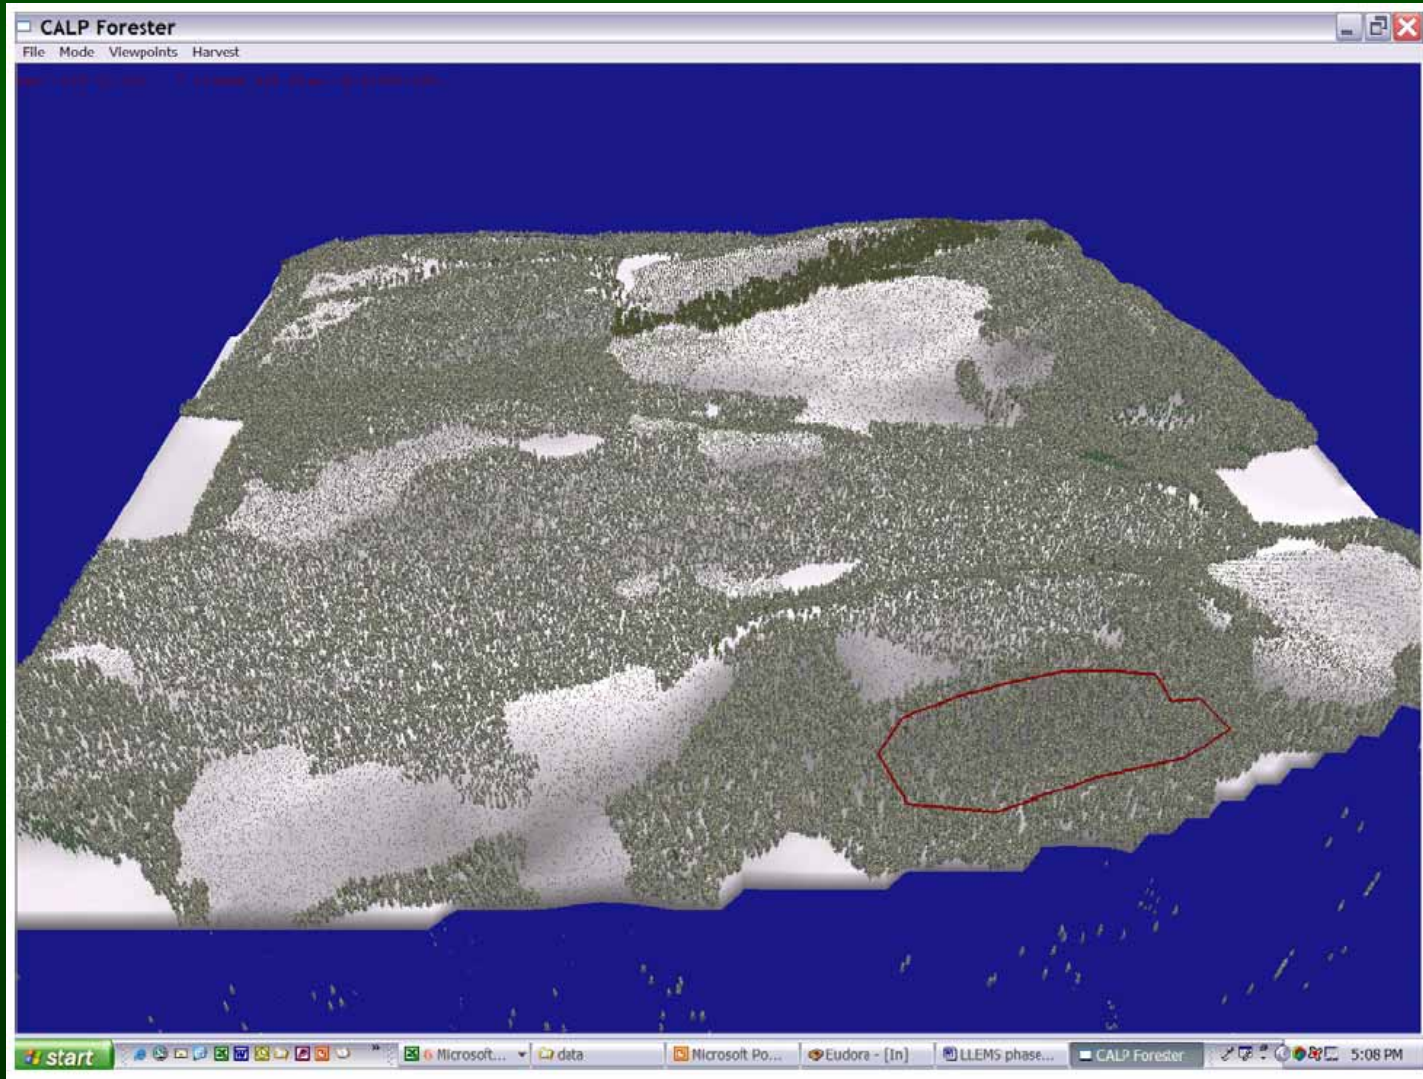 CALP Forester
File Mode Viewpoints Harvest
start 6 Microsoft... data Microsoft Po... Eudora - [In] LLEMS phase... CALP Forester 5:08 PM